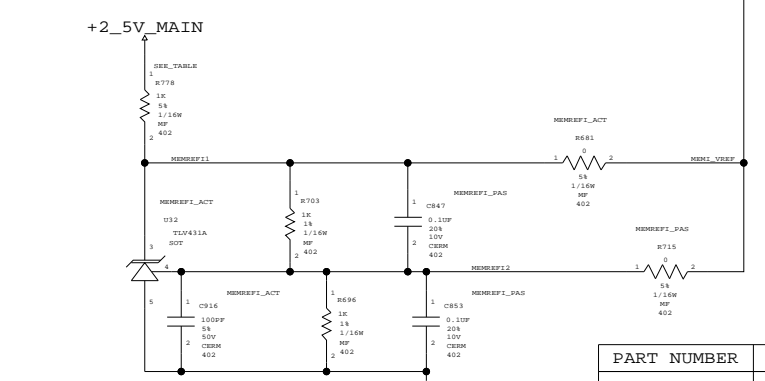 +2_5V_MAIN
SEE_TABLE
1
R778
1K
5%
1/16W
MF
2
402
MEMREFI1
MEMREFI_ACT
R681
1
0
2
5%
1/16W
MF
402
MEMI_VREF
MEMREFI_ACT
U32
TLV431A
SOT
3
4
5
1
R703
1K
1%
1/16W
MF
402
2
MEMREFI_PAS
1
C847
0.1UF
20%
10V
CERM
402
2
MEMREFI2
MEMREFI_PAS
R715
1
0
2
5%
1/16W
MF
402
MEMREFI_ACT
1
C916
100PF
5%
50V
CERM
402
2
1
R696
1K
1%
1/16W
MF
402
2
MEMREFI_PAS
1
C853
0.1UF
20%
10V
CERM
402
2
PART NUMBER